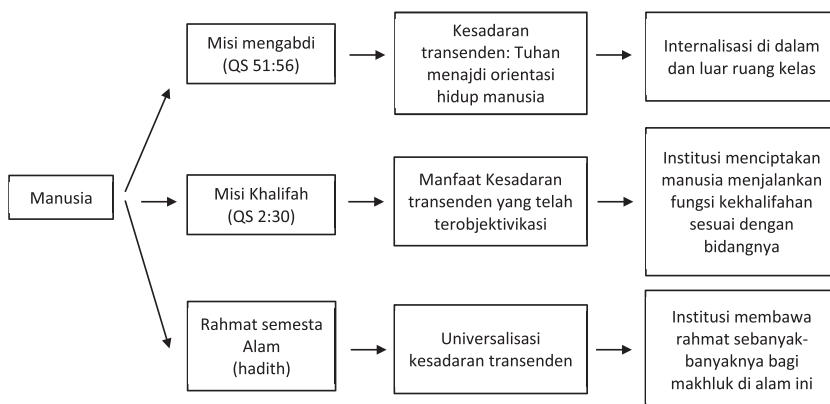 Manusia
Misi mengabdi
(QS 51:56)
Kesadaran
transenden: Tuhan
menajdi orientasi
hidup manusia
Internalisasi di dalam
dan luar ruang kelas
Misi Khalifah
(QS 2:30)
Manfaat Kesadaran
transenden yang telah
terobjektivikasi
Institusi menciptakan
manusia menjalankan
fungsi kekhalifahan
sesuai dengan
bidangnya
Rahmat semesta
Alam
(hadith)
Universalisasi
kesadaran transenden
Institusi membawa
rahmat sebanyak-
banyaknya bagi
makhluk di alam ini